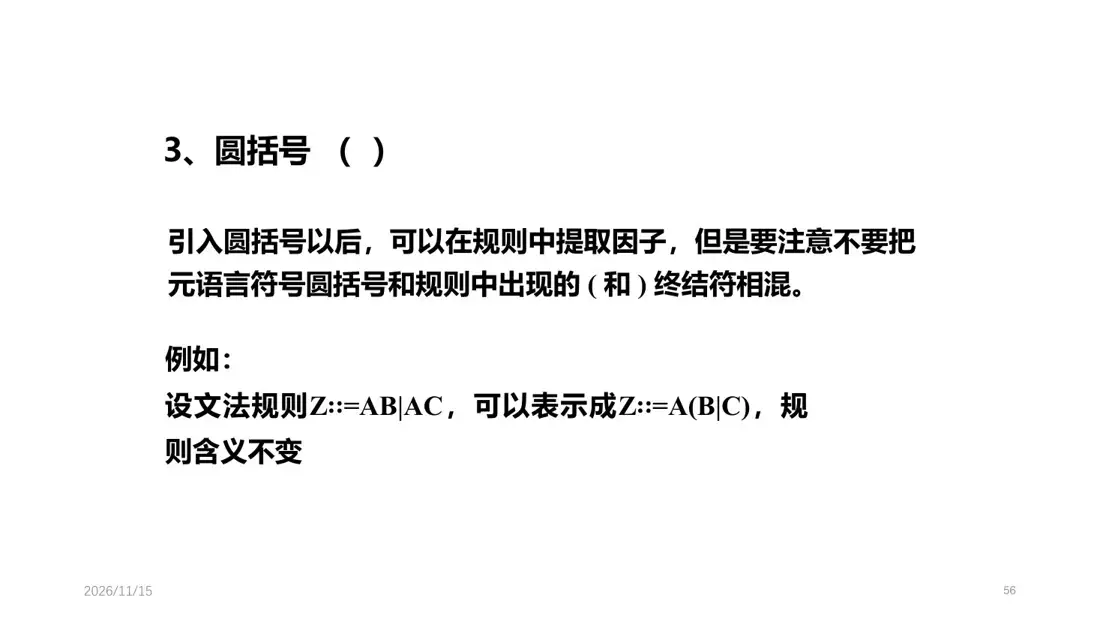 3、圆括号 （ ）
引入圆括号以后，可以在规则中提取因子，但是要注意不要把
元语言符号圆括号和规则中出现的 ( 和 ) 终结符相混。
例如：
设文法规则Z::=AB|AC，可以表示成Z::=A(B|C)，规
则含义不变
2026/11/15
56